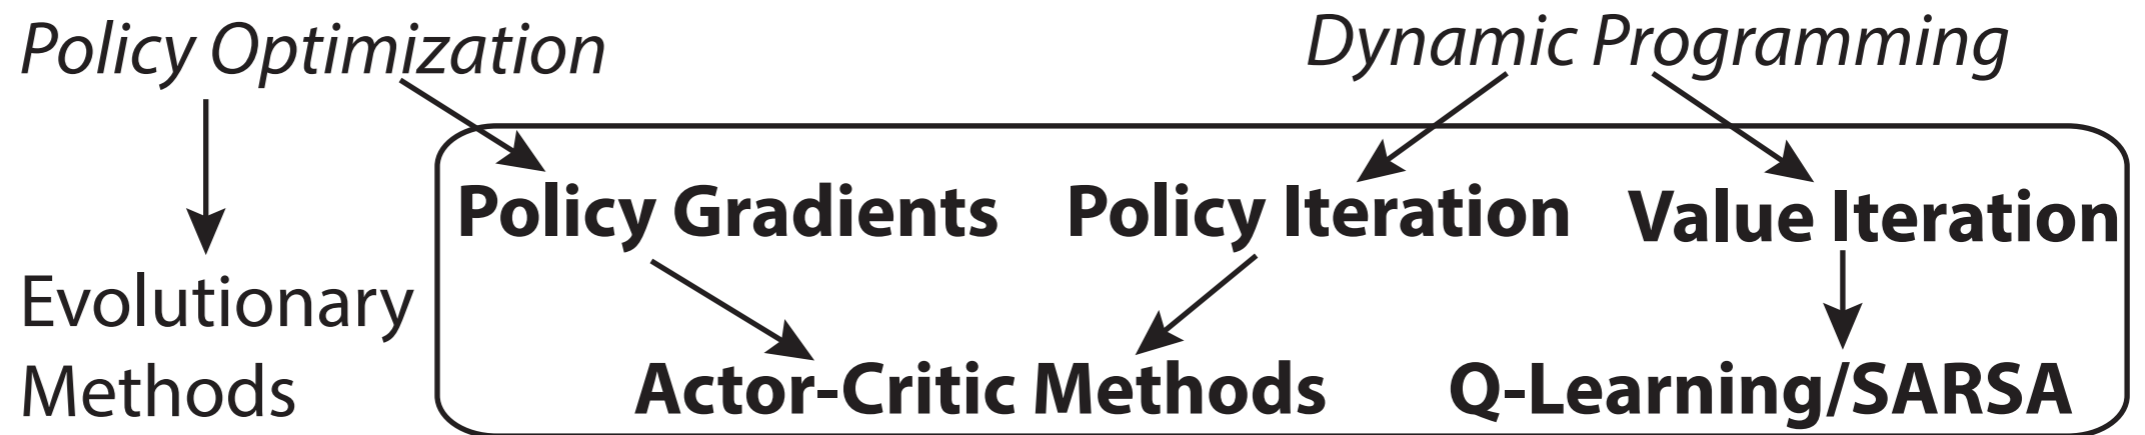 Policy Optimization
Dynamic Programming
Policy Gradients
Policy Iteration
Value Iteration
Evolutionary
Methods
Actor-Critic Methods
Q-Learning/SARSA